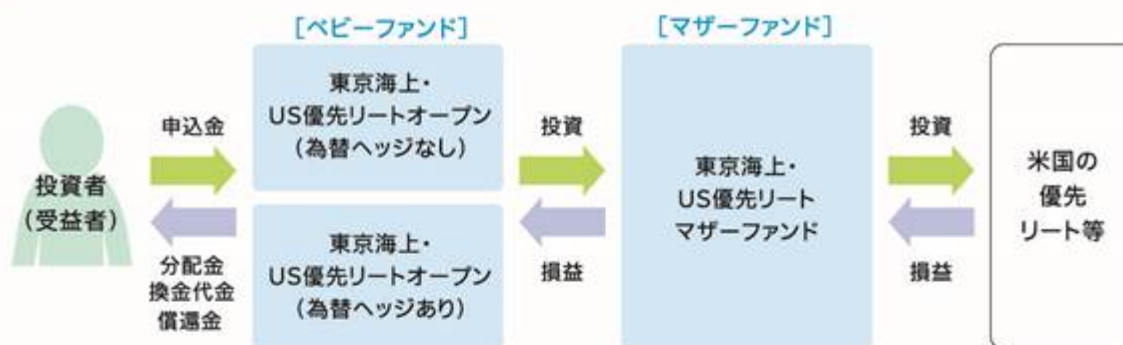 [ベビーファンド]
[マザーファンド]
投資者
(受益者)
申込金
分配金
換金代金
償還金
東京海上・
US優先リートオープン
(為替ヘッジなし)
東京海上・
US優先リートオープン
(為替ヘッジあり)
投資
損益
東京海上・
US優先リート
マザーファンド
投資
損益
米国の
優先
リート等